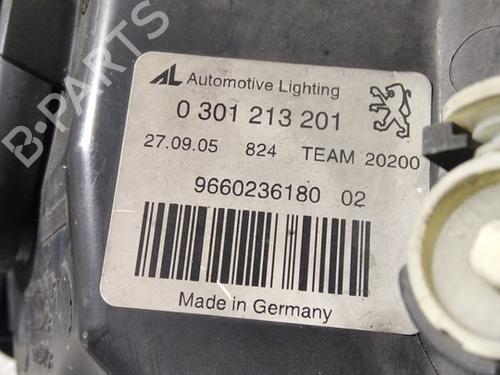 B-PARTS
AL Automotive Lighting
0 301 213 201
27.09.05 824 TEAM 20200
9660236180 02
Made in Germany